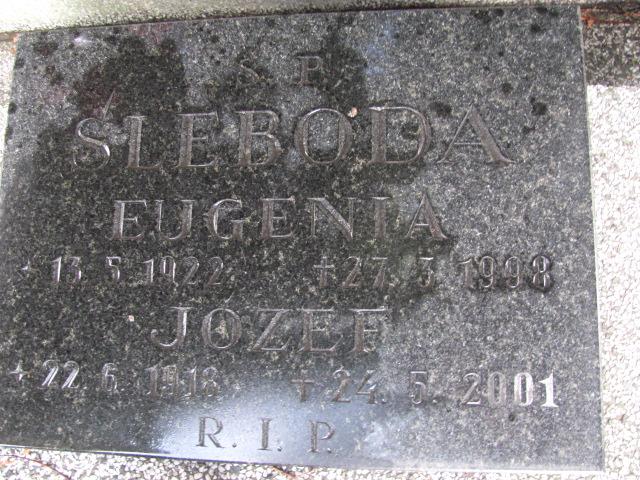 Ś. P.
ŚLEBODA
EUGENIA
* 13. 5. 1922 † 27. 3. 1998
JÓZEF
* 22. 6. 1918 † 24. 5. 2001
R. I. P.